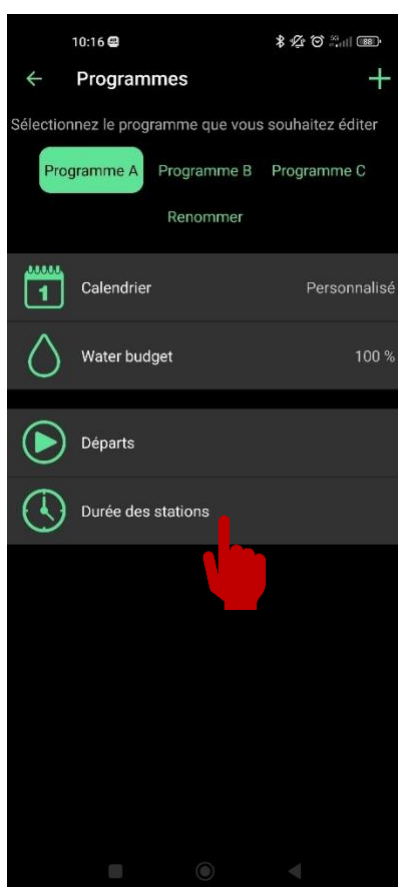 10:16
88
Programmes
Sélectionnez le programme que vous souhaitez éditer
Programme A Programme B Programme C
Renommer
1 Calendrier Personnalisé
Water budget 100 %
Départs
Durée des stations